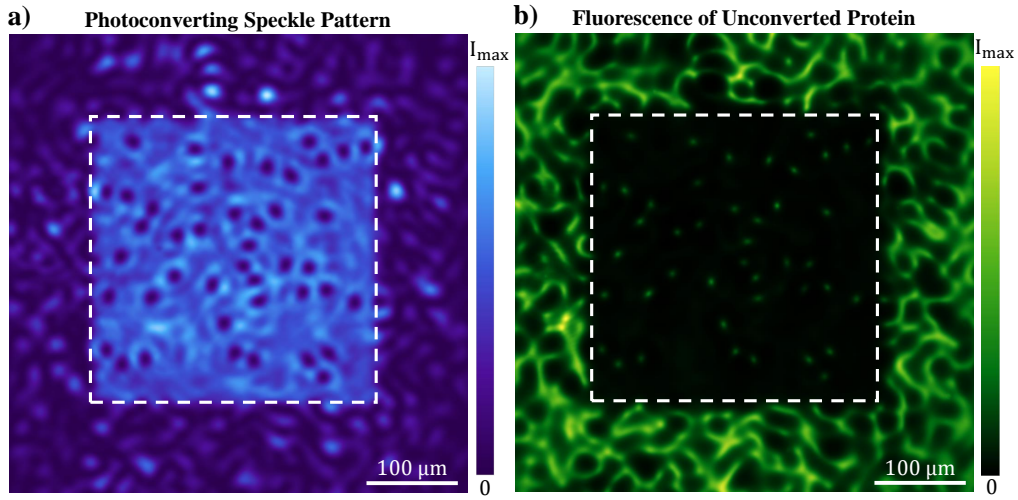 a) Photoconverting Speckle Pattern
I_max
100 µm
0
b) Fluorescence of Unconverted Protein
I_max
100 µm
0